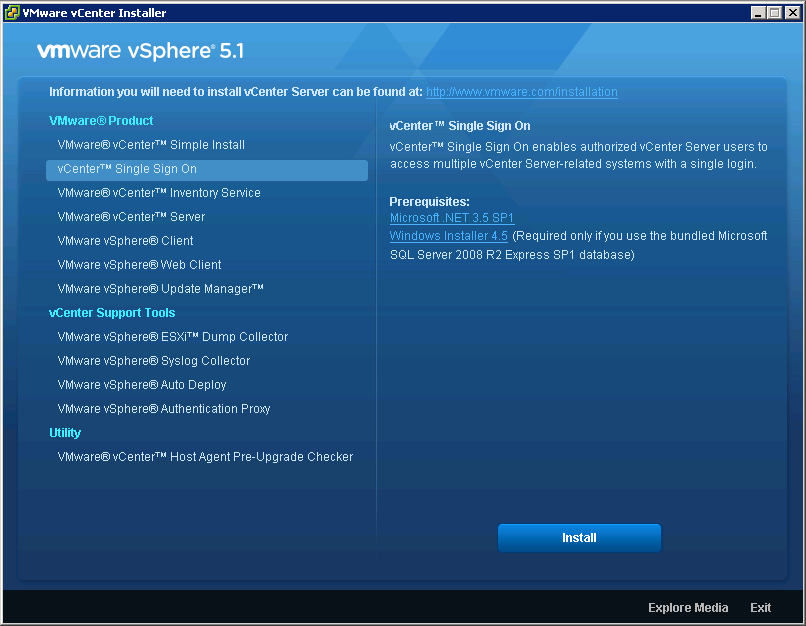 VMware vCenter Installer
vmware vSphere® 5.1
Information you will need to install vCenter Server can be found at: http://www.vmware.com/installation
VMware® Product
VMware® vCenter™ Simple Install
vCenter™ Single Sign On
VMware® vCenter™ Inventory Service
VMware® vCenter™ Server
VMware vSphere® Client
VMware vSphere® Web Client
VMware vSphere® Update Manager™
vCenter Support Tools
VMware vSphere® ESXi™ Dump Collector
VMware vSphere® Syslog Collector
VMware vSphere® Auto Deploy
VMware vSphere® Authentication Proxy
Utility
VMware® vCenter™ Host Agent Pre-Upgrade Checker
vCenter™ Single Sign On
vCenter™ Single Sign On enables authorized vCenter Server users to
access multiple vCenter Server-related systems with a single login.
Prerequisites:
Microsoft .NET 3.5 SP1
Windows Installer 4.5 (Required only if you use the bundled Microsoft
SQL Server 2008 R2 Express SP1 database)
Install
Explore Media
Exit